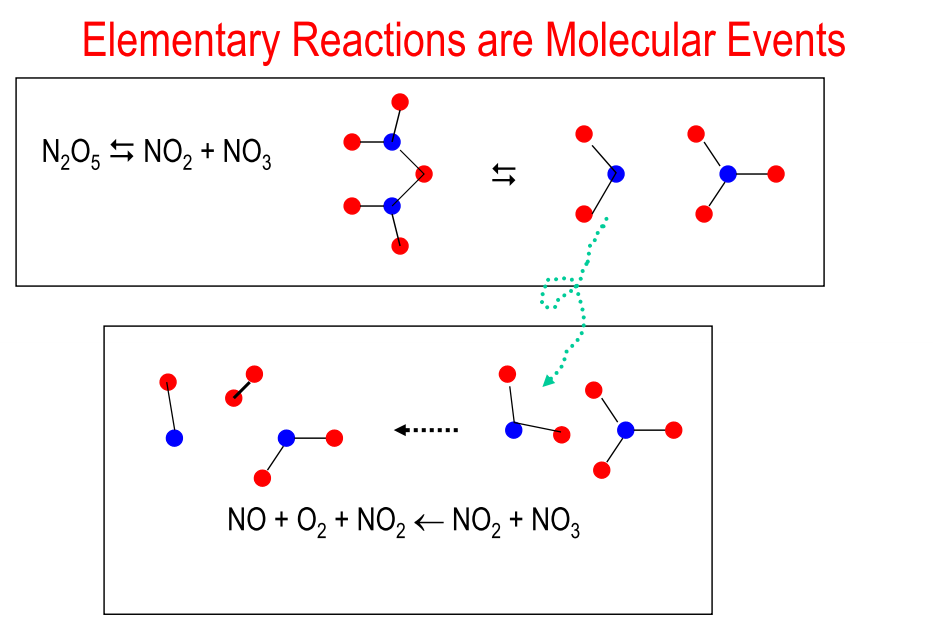 Elementary Reactions are Molecular Events
N₂O₅ ⇆ NO₂ + NO₃
⇆
NO + O₂ + NO₂ ← NO₂ + NO₃